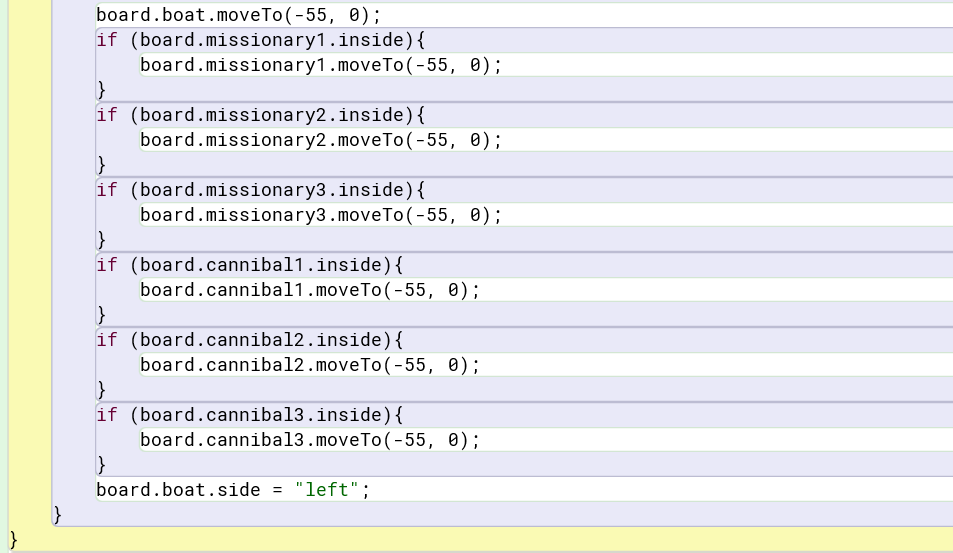 board.boat.moveTo(-55, 0);
if (board.missionary1.inside){
board.missionary1.moveTo(-55, 0);
}
if (board.missionary2.inside){
board.missionary2.moveTo(-55, 0);
}
if (board.missionary3.inside){
board.missionary3.moveTo(-55, 0);
}
if (board.cannibal1.inside){
board.cannibal1.moveTo(-55, 0);
}
if (board.cannibal2.inside){
board.cannibal2.moveTo(-55, 0);
}
if (board.cannibal3.inside){
board.cannibal3.moveTo(-55, 0);
}
board.boat.side = "left";
}
}